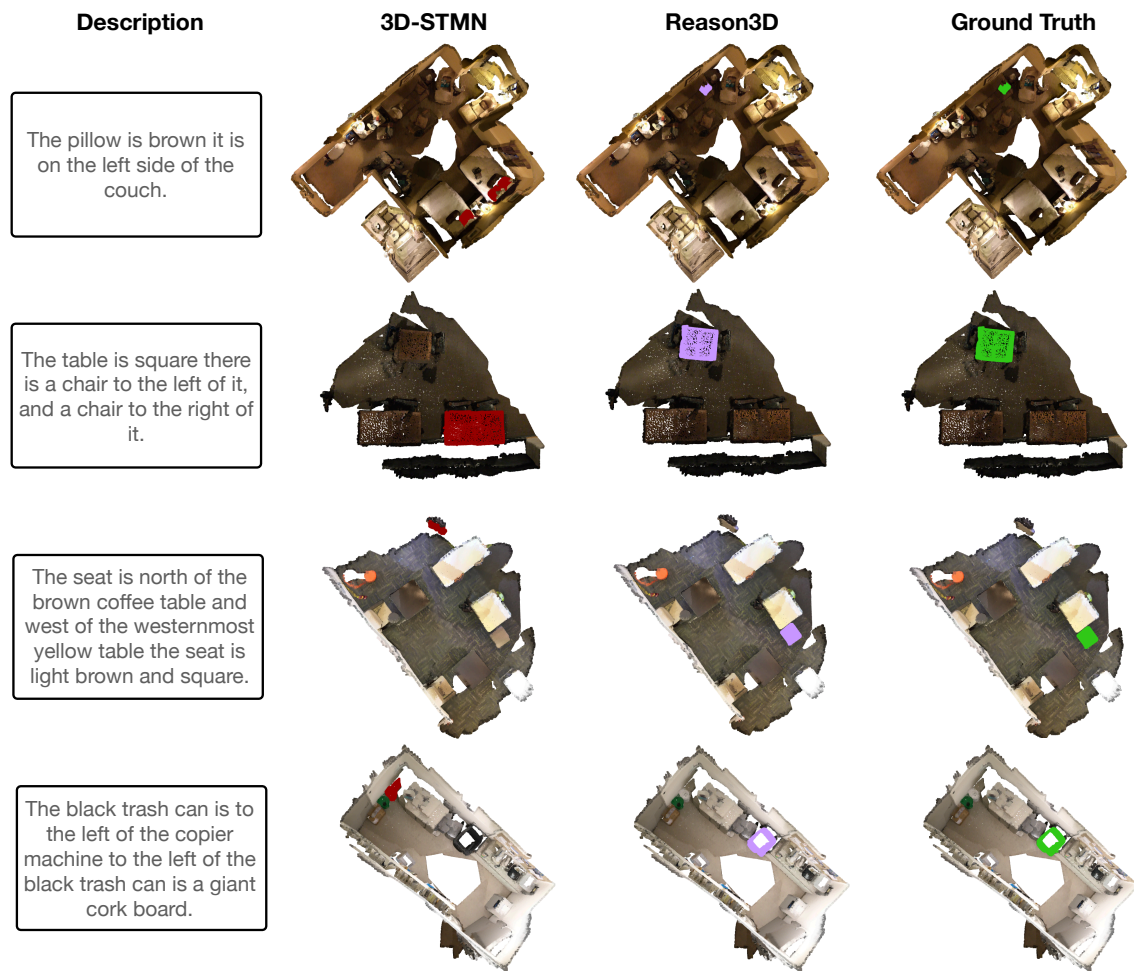 Description
3D-STMN
Reason3D
Ground Truth
The pillow is brown it is
on the left side of the
couch.
The table is square there
is a chair to the left of it,
and a chair to the right of
it.
The seat is north of the
brown coffee table and
west of the westernmost
yellow table the seat is
light brown and square.
The black trash can is to
the left of the copier
machine to the left of the
black trash can is a giant
cork board.